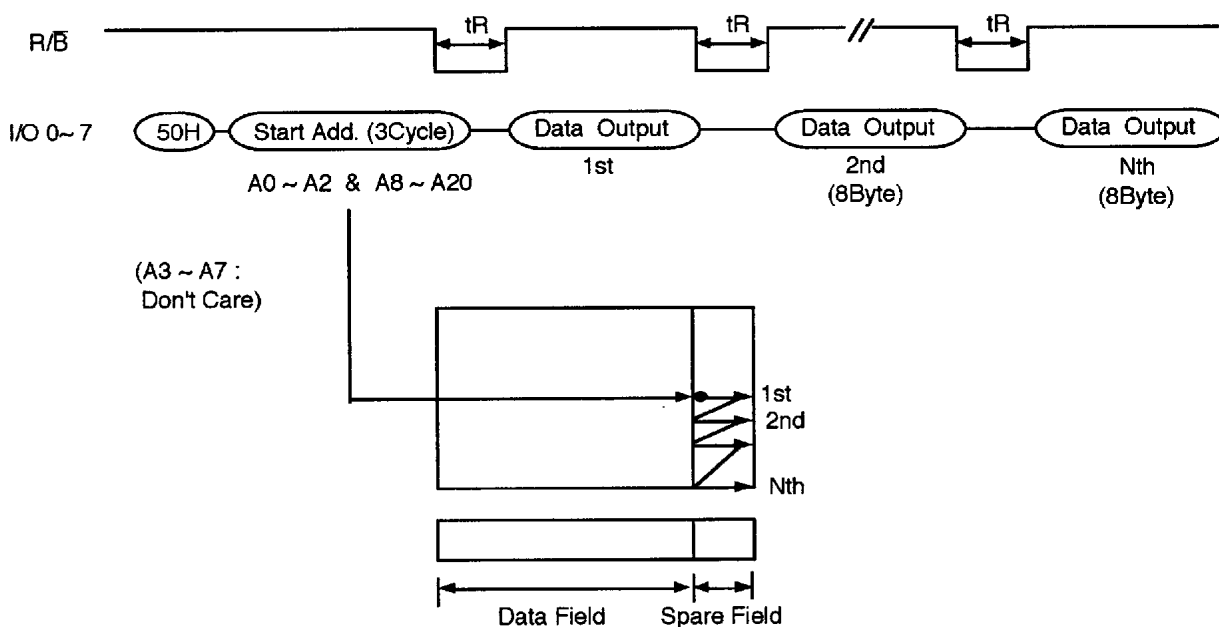 tR tR tR
R/B̅
I/O 0~7 50H Start Add. (3Cycle) Data Output Data Output Data Output
1st 2nd Nth
(8Byte) (8Byte)
A0 ~ A2 & A8 ~ A20
(A3 ~ A7 :
Don't Care)
1st
2nd
Nth
Data Field Spare Field